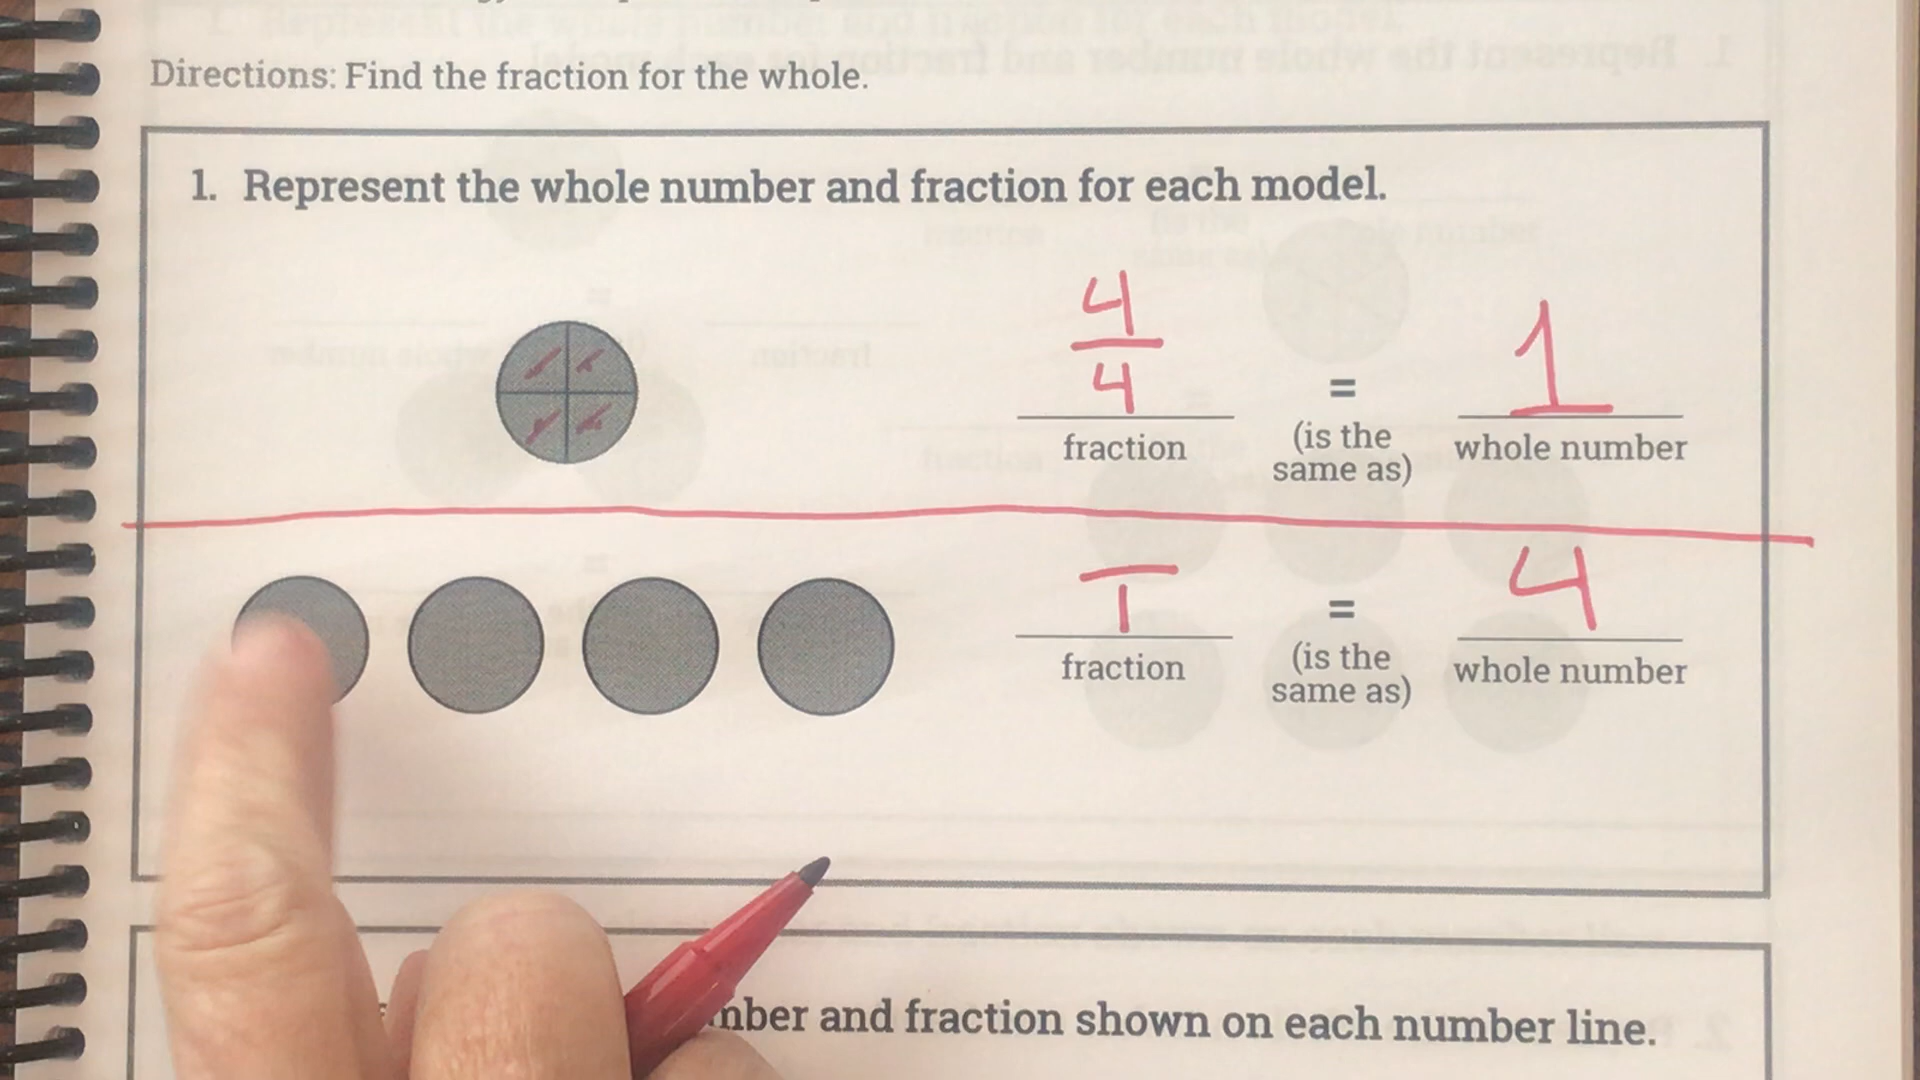 Directions: Find the fraction for the whole.
1. Represent the whole number and fraction for each model.
4
4
fraction
=
(is the
same as)
1
whole number
1
fraction
=
(is the
same as)
4
whole number
and fraction shown on each number line.